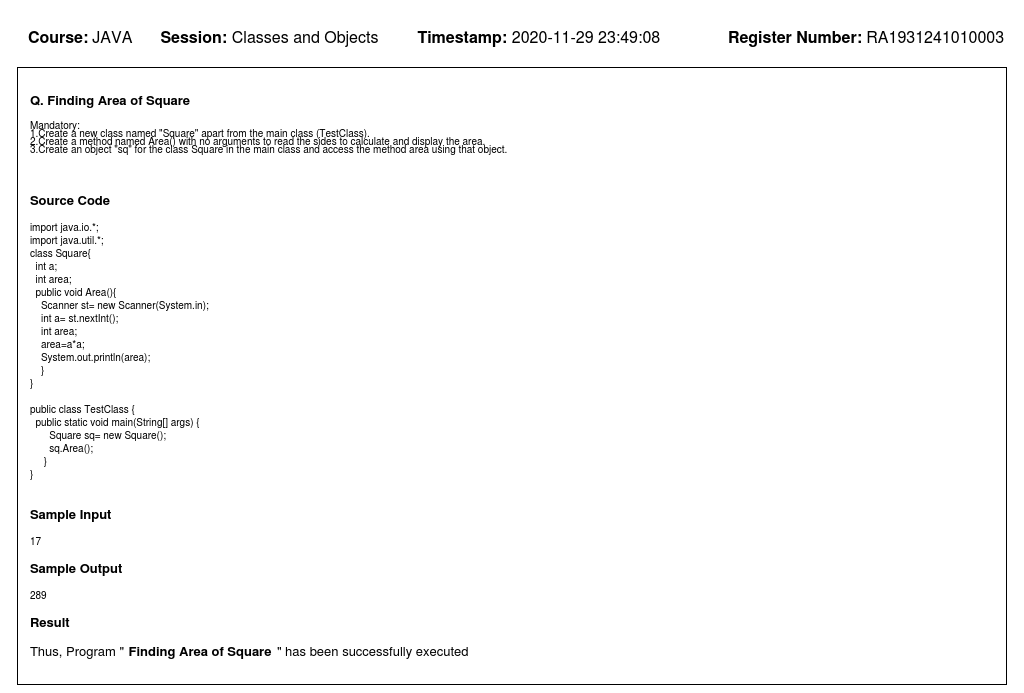 Course: JAVA Session: Classes and Objects Timestamp: 2020-11-29 23:49:08 Register Number: RA1931241010003
Q. Finding Area of Square
Mandatory:
1.Create a new class named "Square" apart from the main class (TestClass).
2.Create a method named Area() with no arguments to read the sides to calculate and display the area.
3.Create an object "sq" for the class Square in the main class and access the method area using that object.
Source Code
import java.io.*;
import java.util.*;
class Square{
int a;
int area;
public void Area(){
Scanner st= new Scanner(System.in);
int a= st.nextInt();
int area;
area=a*a;
System.out.println(area);
}
}
public class TestClass {
public static void main(String[] args) {
Square sq= new Square();
sq.Area();
}
}
Sample Input
17
Sample Output
289
Result
Thus, Program " Finding Area of Square " has been successfully executed